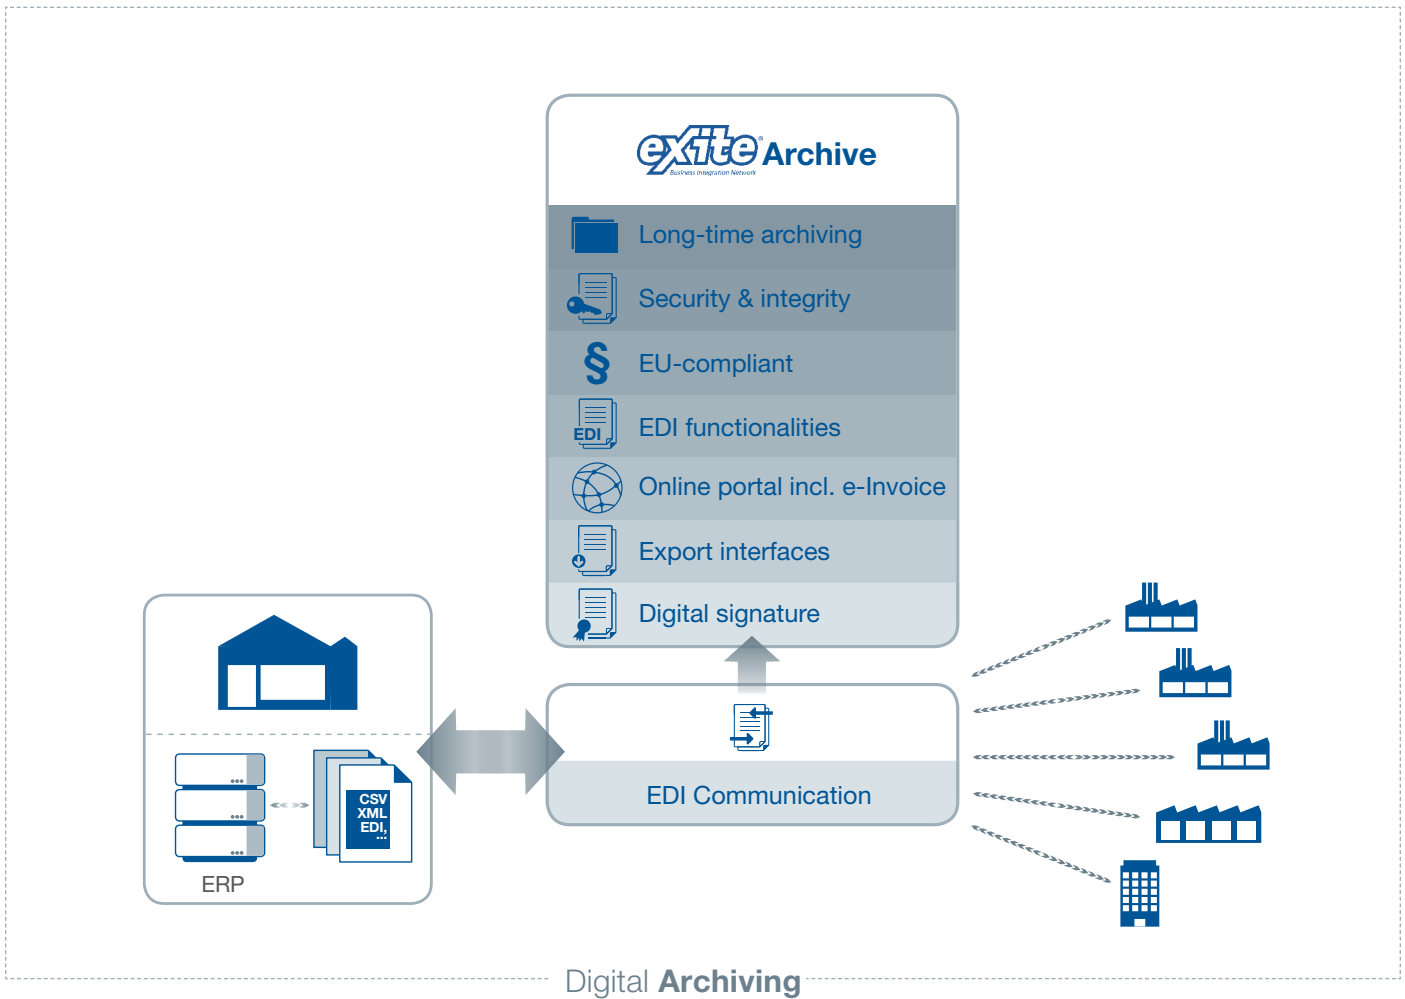 eXite® Archive
Business Integration Network
Long-time archiving
Security & integrity
§
EU-compliant
EDI
EDI functionalities
Online portal incl. e-Invoice
Export interfaces
Digital signature
EDI Communication
CSV
XML
EDI,
...
ERP
Digital Archiving